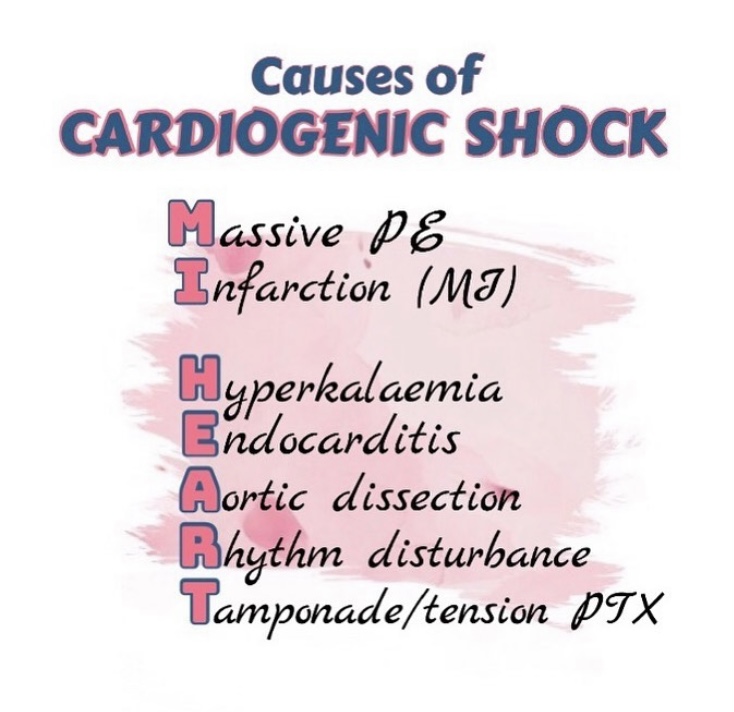 Causes of
CARDIOGENIC SHOCK
Massive PE
Infarction (MI)
Hyperkalaemia
Endocarditis
Aortic dissection
Rhythm disturbance
Tamponade/tension PTX